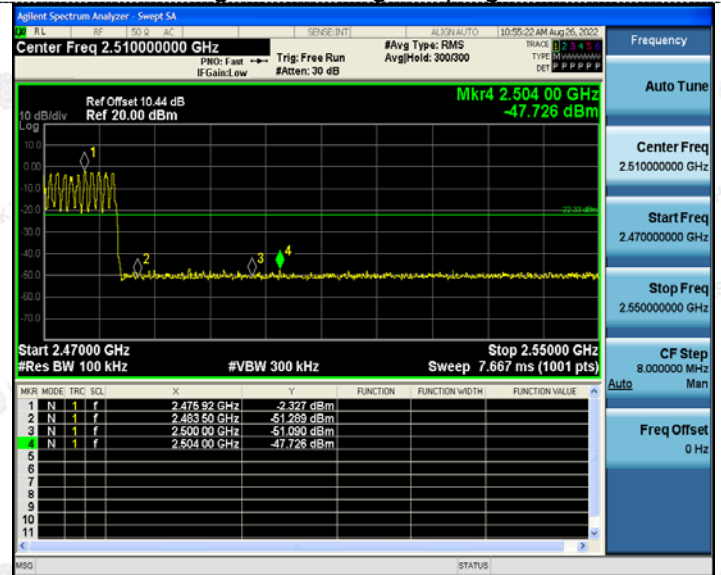 Agilent Spectrum Analyzer - Swept SA
RL RF 50 Ω AC SENSE:INT ALIGN AUTO 10:55:22 AM Aug 26, 2022
Center Freq 2.510000000 GHz
PNO: Fast
IFGain:Low
Trig: Free Run
#Atten: 30 dB
#Avg Type: RMS
Avg|Hold: 300/300
TRACE 1 2 3 4 5 6
TYPE M
DET P P P P P P
Ref Offset 10.44 dB
10 dB/div Ref 20.00 dBm
Log
Mkr4 2.504 00 GHz
-47.726 dBm
10.0
0.00
-10.0
-20.0
-30.0
-40.0
-50.0
-60.0
-70.0
1
2
3
4
-22.33 dBm
Start 2.47000 GHz Stop 2.55000 GHz
#Res BW 100 kHz #VBW 300 kHz Sweep 7.667 ms (1001 pts)
MKR MODE TRC SCL X Y FUNCTION FUNCTION WIDTH FUNCTION VALUE
1 N 1 f 2.475 92 GHz -2.327 dBm
2 N 1 f 2.483 50 GHz -51.289 dBm
3 N 1 f 2.500 00 GHz -51.090 dBm
4 N 1 f 2.504 00 GHz -47.726 dBm
5
6
7
8
9
10
11
MSG STATUS
Frequency
Auto Tune
Center Freq
2.510000000 GHz
Start Freq
2.470000000 GHz
Stop Freq
2.550000000 GHz
CF Step
8.000000 MHz
Auto Man
Freq Offset
0 Hz